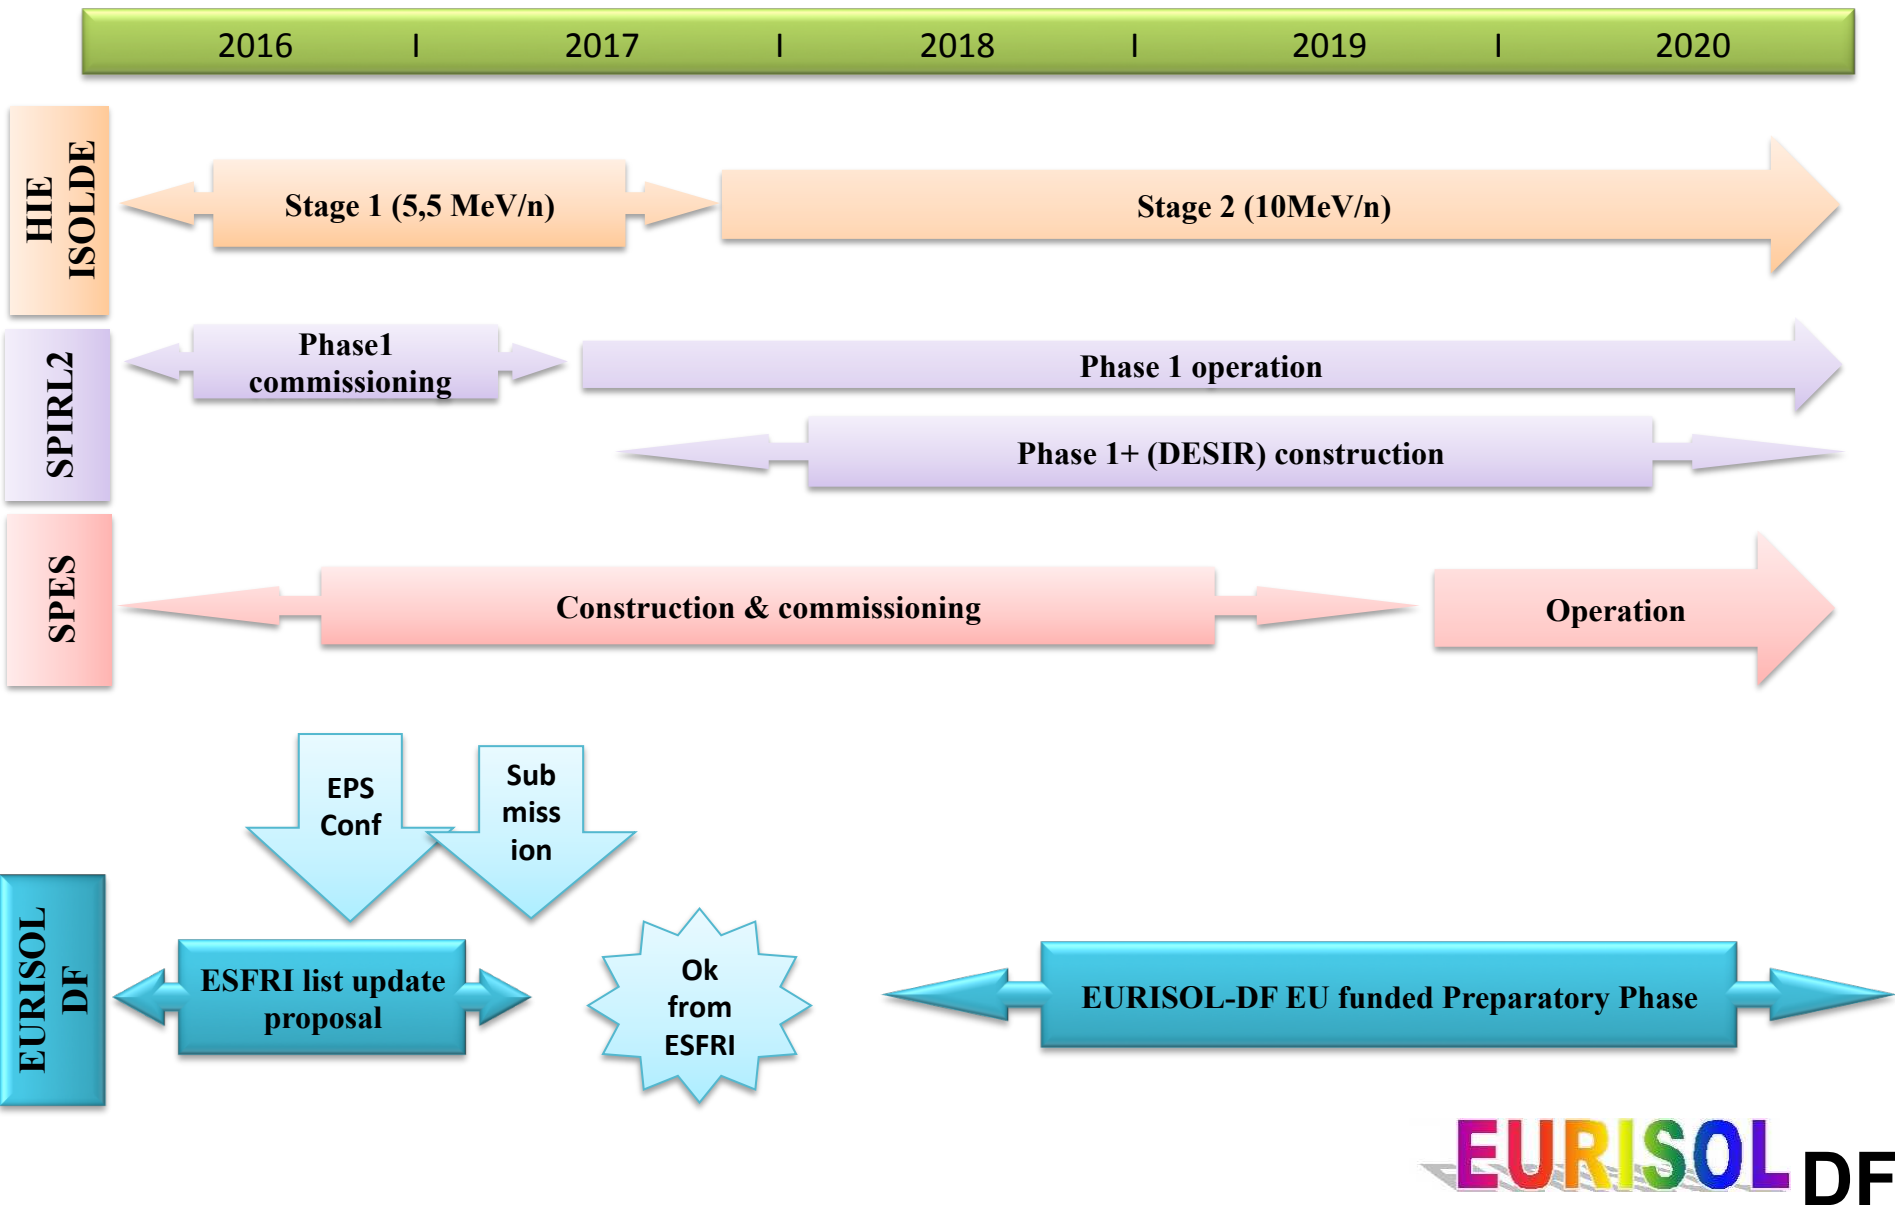 2016 I 2017 I 2018 I 2019 I 2020
HIE
ISOLDE
Stage 1 (5,5 MeV/n)
Stage 2 (10MeV/n)
SPIRL2
Phase1
commissioning
Phase 1 operation
Phase 1+ (DESIR) construction
SPES
Construction & commissioning
Operation
EPS
Conf
Sub
miss
ion
EURISOL
DF
ESFRI list update
proposal
Ok
from
ESFRI
EURISOL-DF EU funded Preparatory Phase
EURISOL DF